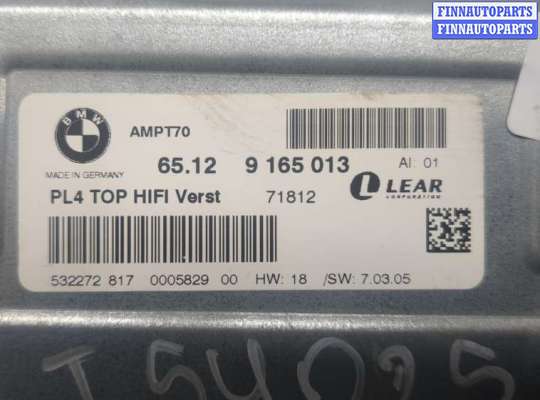 FINNAUTOPARTS
FINNAUTOPARTS
BMW
AMPT70
MADE IN GERMANY
65.12 9 165 013 AI: 01
PL4 TOP HIFI Verst 71812
LEAR
CORPORATION
532272 817 0005829 00 HW: 18 /SW: 7.03.05
T54095